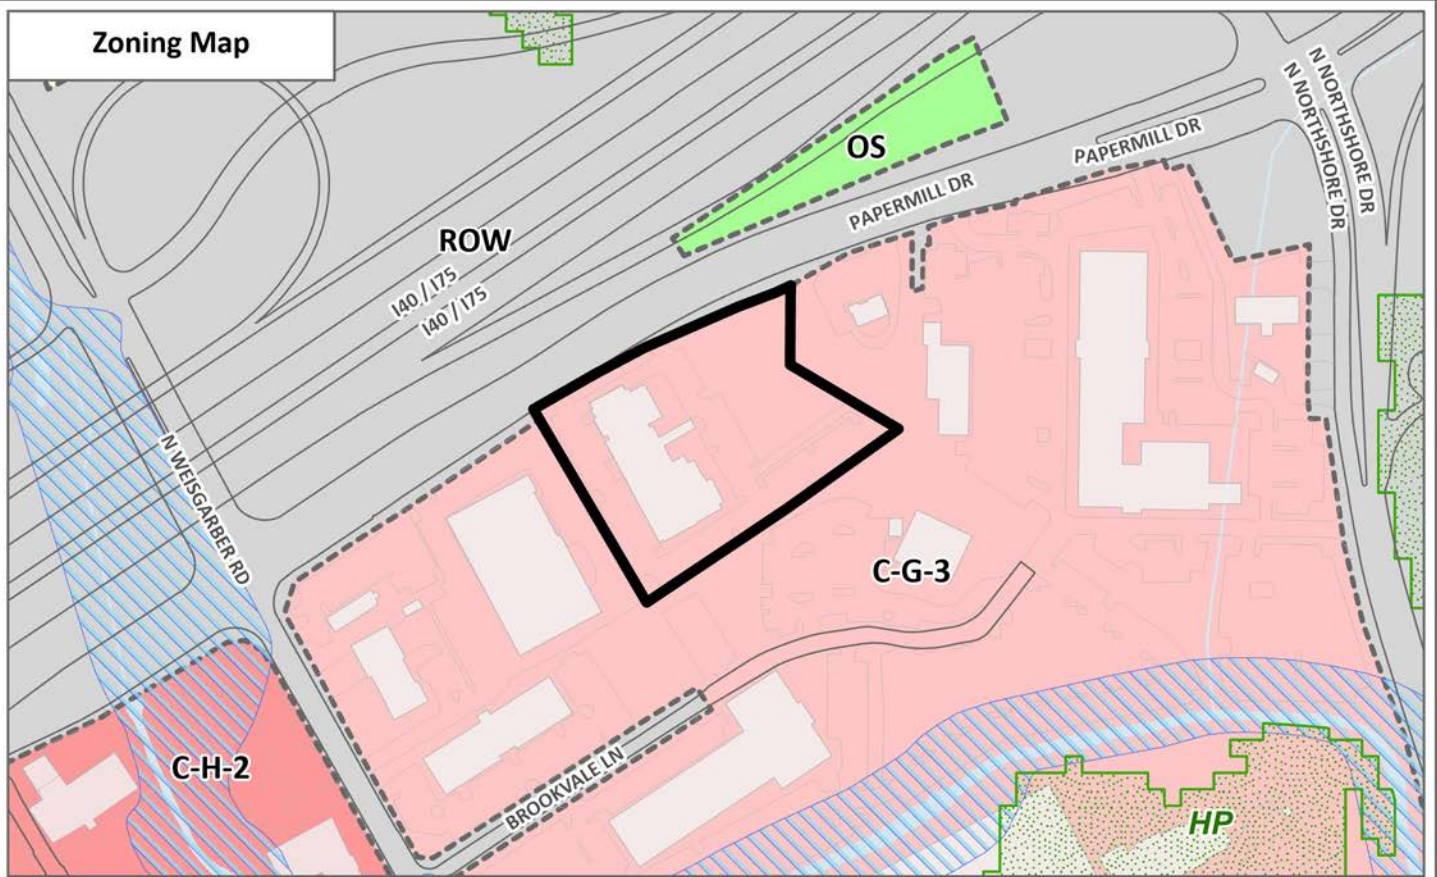 Zoning Map
N NORTHSHORE DR
N NORTHSHORE DR
PAPERMILL DR
OS
PAPERMILL DR
ROW
I40 / I75
I40 / I75
N WEISGARBER RD
C-G-3
C-H-2
BROOKVALE LN
HP